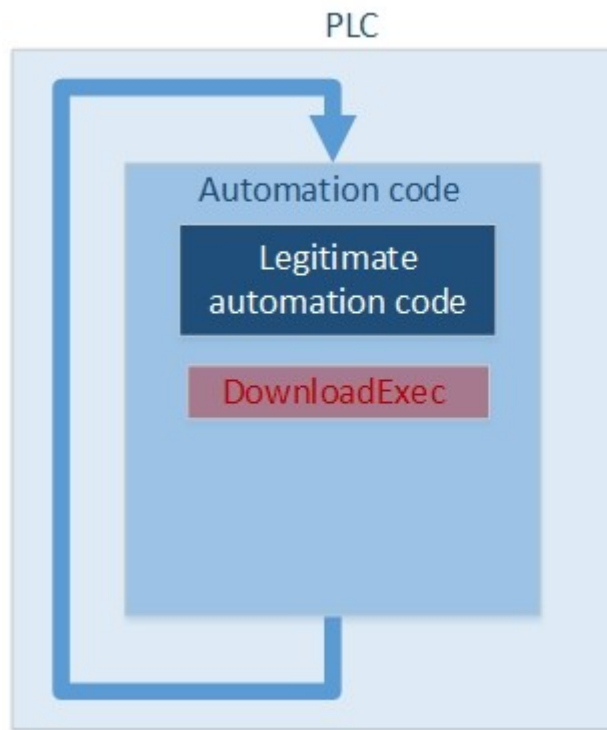 PLC
Automation code
Legitimate
automation code
DownloadExec